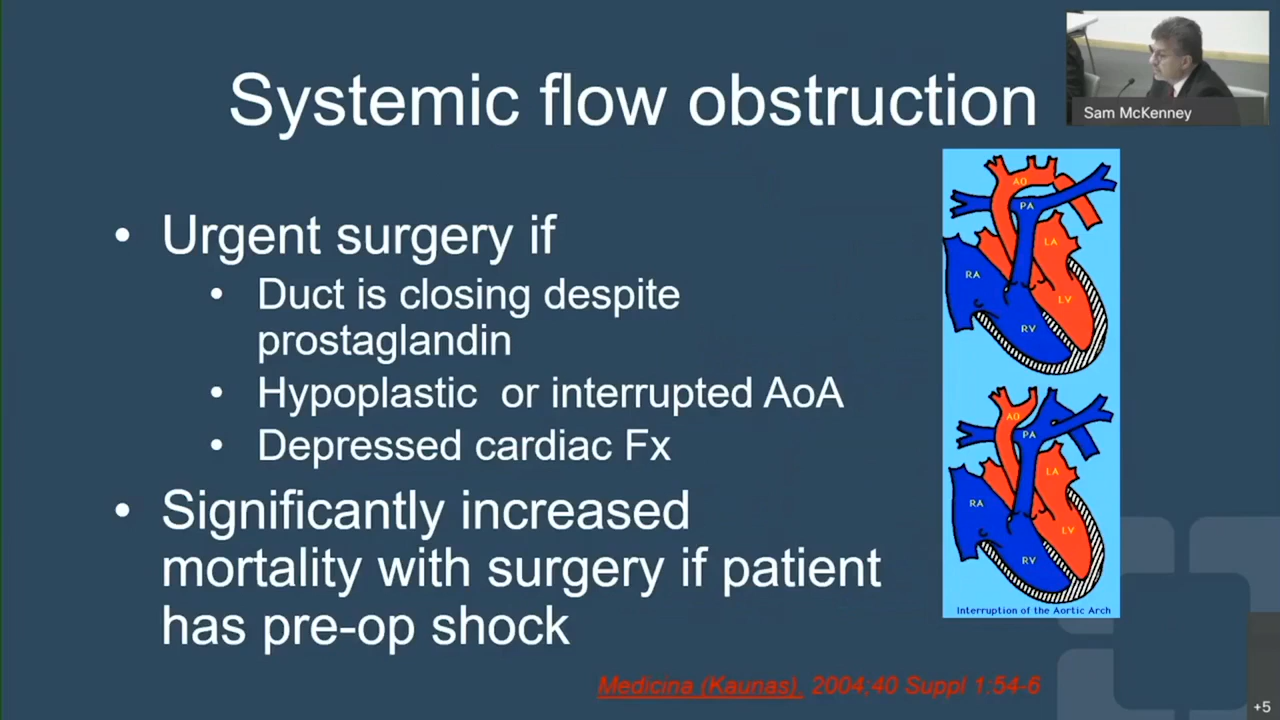 Systemic flow obstruction
Sam McKenney
• Urgent surgery if
• Duct is closing despite
prostaglandin
• Hypoplastic or interrupted AoA
• Depressed cardiac Fx
• Significantly increased
mortality with surgery if patient
has pre-op shock
AO
PA
LA
RA
LV
RV
AO
PA
LA
RA
LV
RV
Interruption of the Aortic Arch
Medicina (Kaunas). 2004;40 Suppl 1:54-6
+5